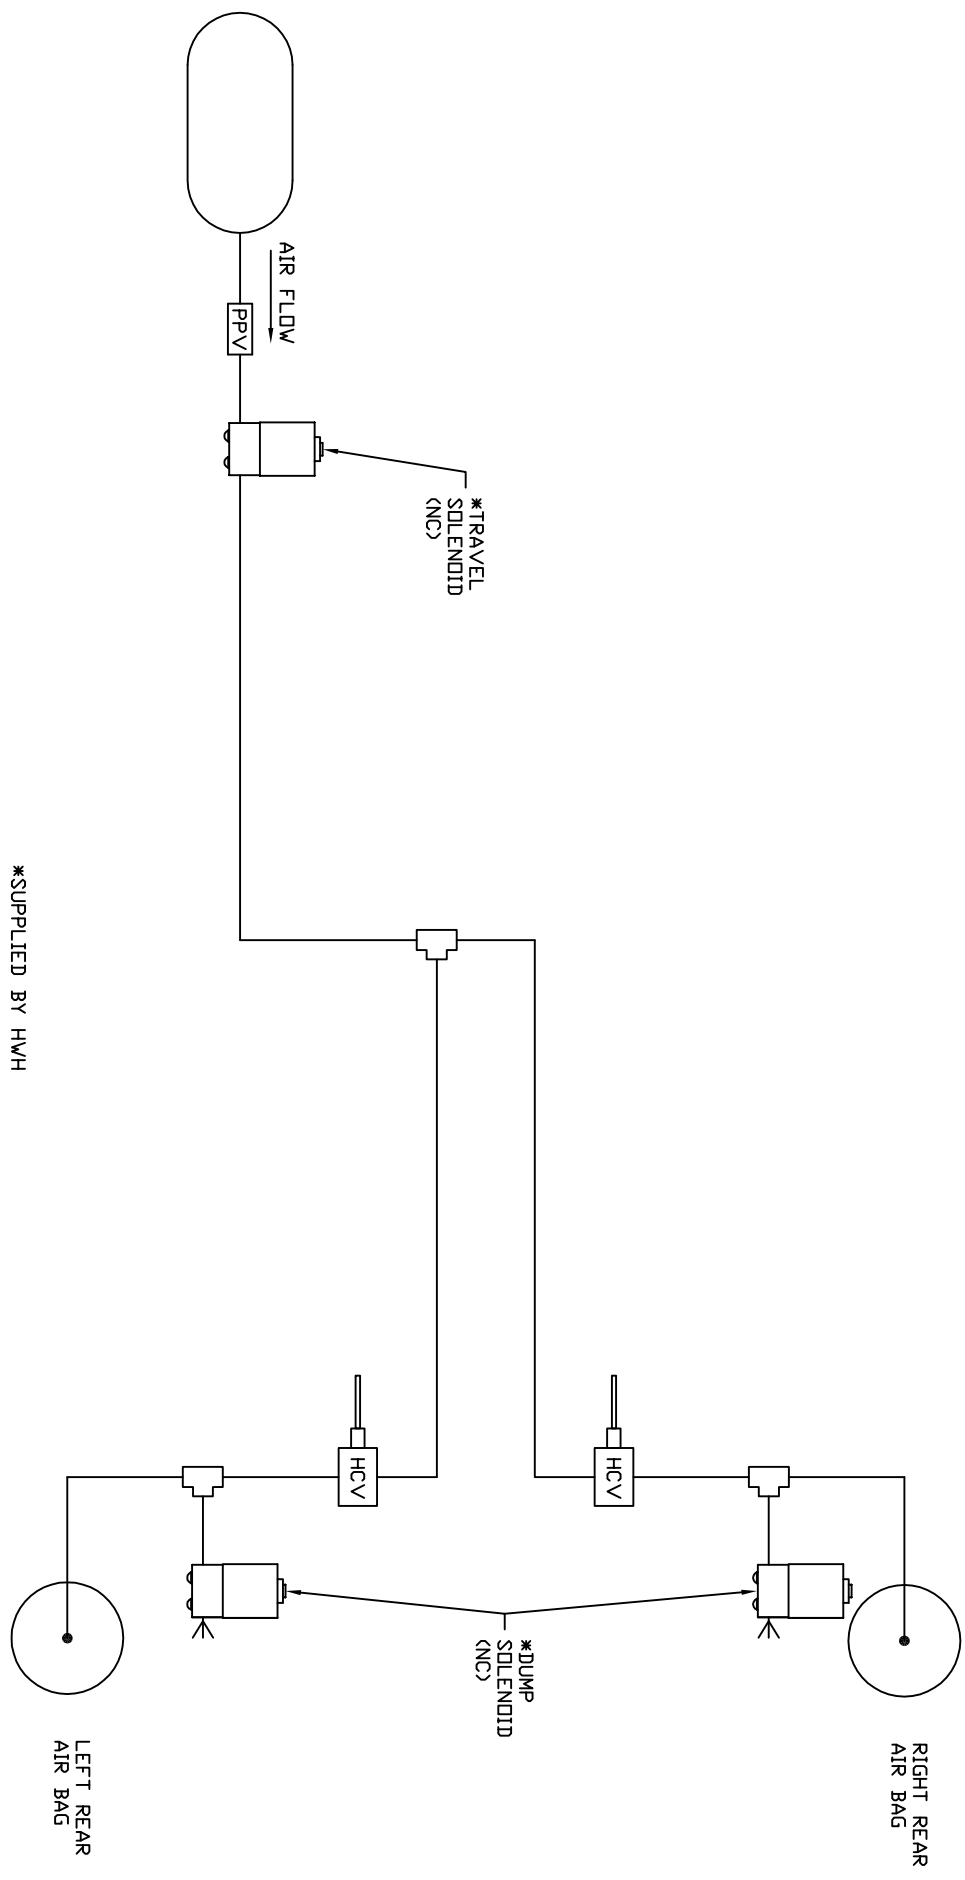 AIR FLOW
PPV
*TRAVEL
SOLENOID
(NC)
*SUPPLIED BY HWH
HCV
HCV
*DUMP
SOLENOID
(NC)
RIGHT REAR
AIR BAG
LEFT REAR
AIR BAG